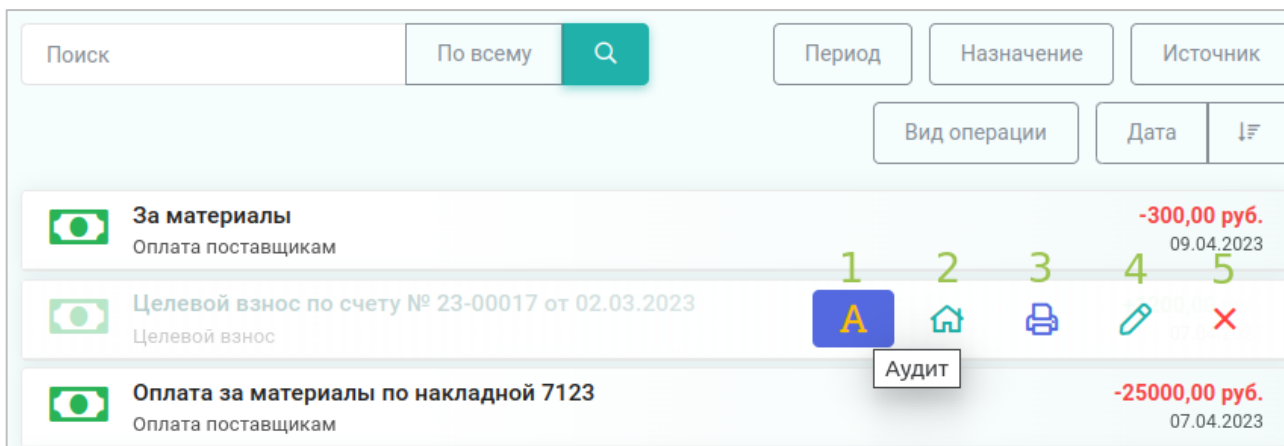 Поиск По всему Период Назначение Источник
Вид операции Дата
За материалы -300,00 руб.
Оплата поставщикам 09.04.2023
1 2 3 4 5
Целевой взнос по счету № 23-00017 от 02.03.2023 A
Целевой взнос
Аудит
Оплата за материалы по накладной 7123 -25000,00 руб.
Оплата поставщикам 07.04.2023